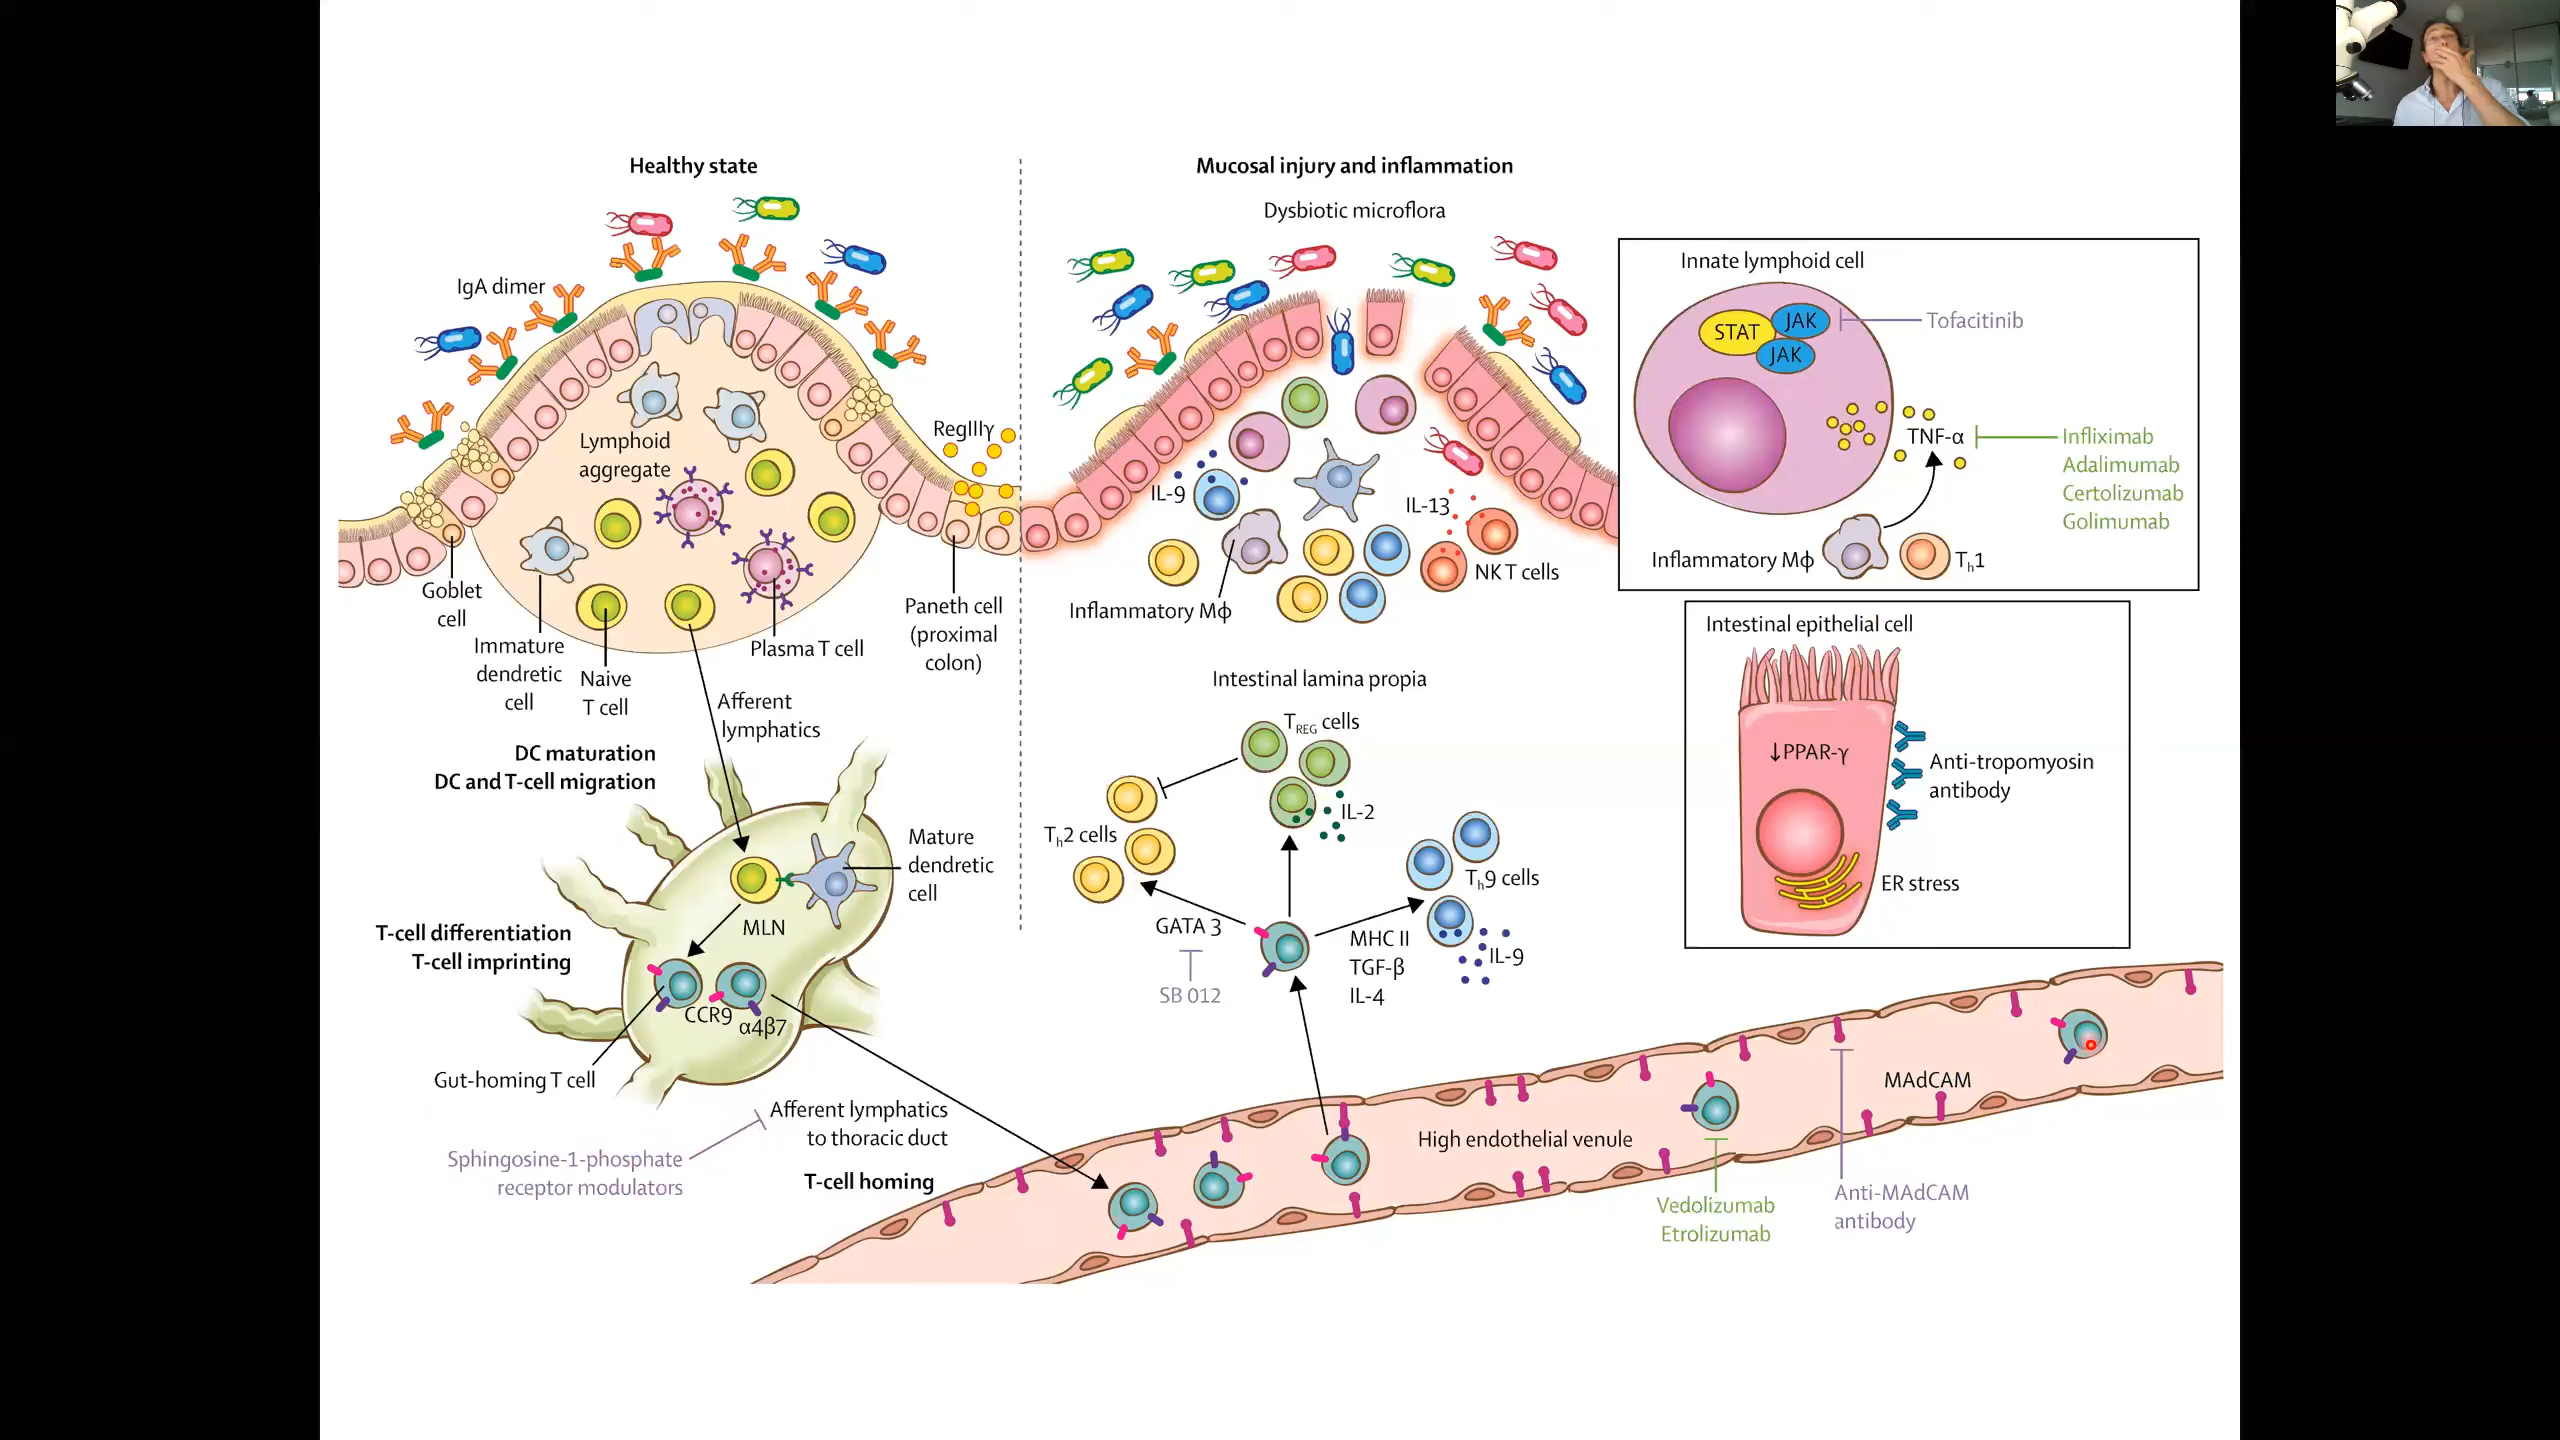 Healthy state
IgA dimer
Lymphoid
aggregate
RegIIIγ
Goblet
cell
Immature
dendretic
cell
Naive
T cell
Plasma T cell
Paneth cell
(proximal
colon)
Afferent
lymphatics
DC maturation
DC and T-cell migration
Mature
dendretic
cell
MLN
T-cell differentiation
T-cell imprinting
CCR9
α4β7
Gut-homing T cell
Afferent lymphatics
to thoracic duct
Sphingosine-1-phosphate
receptor modulators
T-cell homing
Mucosal injury and inflammation
Dysbiotic microflora
IL-9
IL-13
NKT cells
Inflammatory Mϕ
Intestinal lamina propia
TREG cells
IL-2
Th2 cells
Th9 cells
GATA 3
MHC II
TGF-β
IL-4
IL-9
SB 012
High endothelial venule
MAdCAM
Vedolizumab
Etrolizumab
Anti-MAdCAM
antibody
Innate lymphoid cell
STAT
JAK
JAK
Tofacitinib
TNF-α
Infliximab
Adalimumab
Certolizumab
Golimumab
Inflammatory Mϕ
Th1
Intestinal epithelial cell
↓PPAR-γ
Anti-tropomyosin
antibody
ER stress